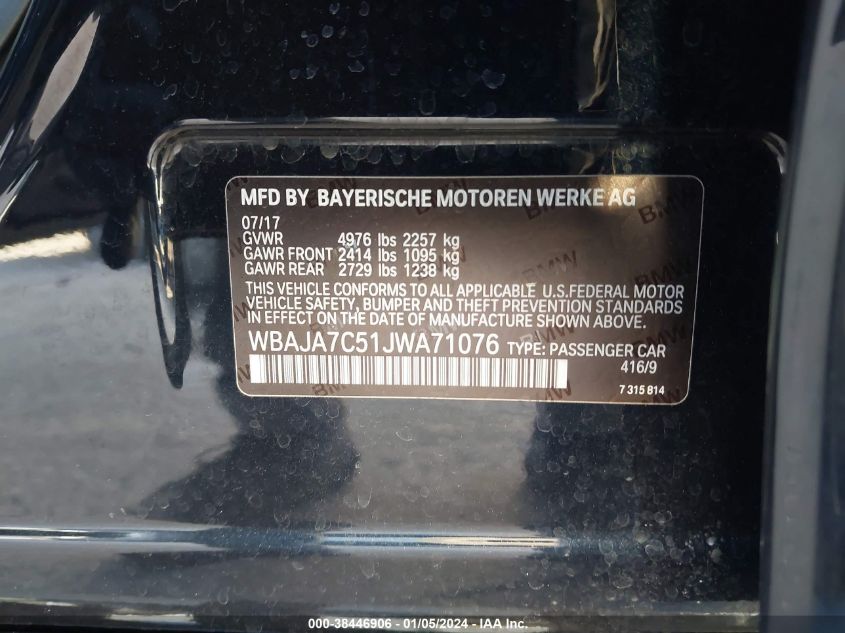 MFD BY BAYERISCHE MOTOREN WERKE AG
07/17
GVWR 4976 lbs 2257 kg
GAWR FRONT 2414 lbs 1095 kg
GAWR REAR 2729 lbs 1238 kg
THIS VEHICLE CONFORMS TO ALL APPLICABLE U.S.FEDERAL MOTOR
VEHICLE SAFETY, BUMPER AND THEFT PREVENTION STANDARDS
IN EFFECT ON THE DATE OF MANUFACTURE SHOWN ABOVE.
WBAJA7C51JWA71076 TYPE: PASSENGER CAR
416/9
7 315 814
BMW
BMW
000-38446906 - 01/05/2024 - IAA Inc.